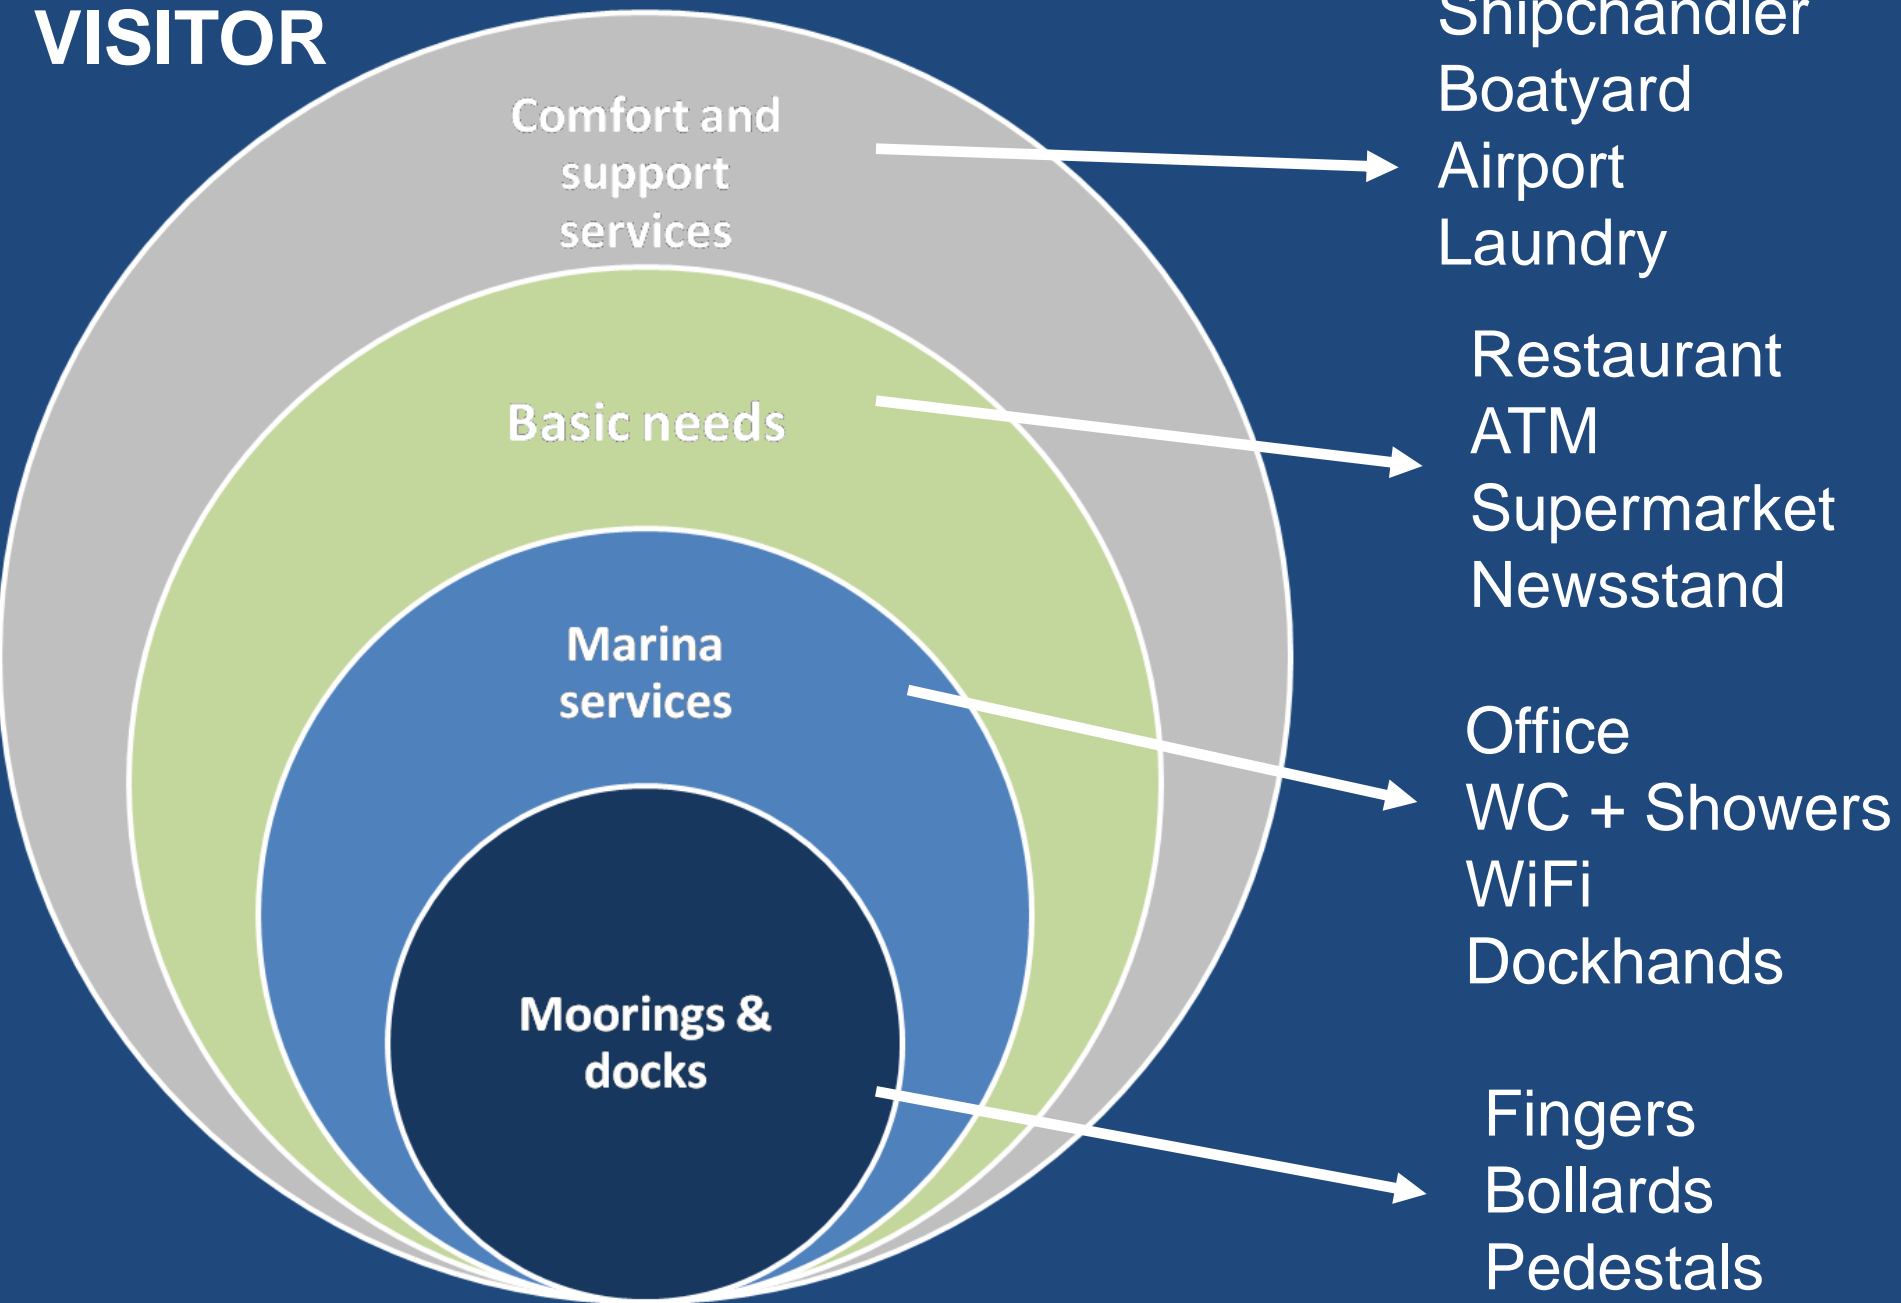 VISITOR
Comfort and
support
services
Basic needs
Marina
services
Moorings &
docks
Shipchandler
Boatyard
Airport
Laundry
Restaurant
ATM
Supermarket
Newsstand
Office
WC + Showers
WiFi
Dockhands
Fingers
Bollards
Pedestals